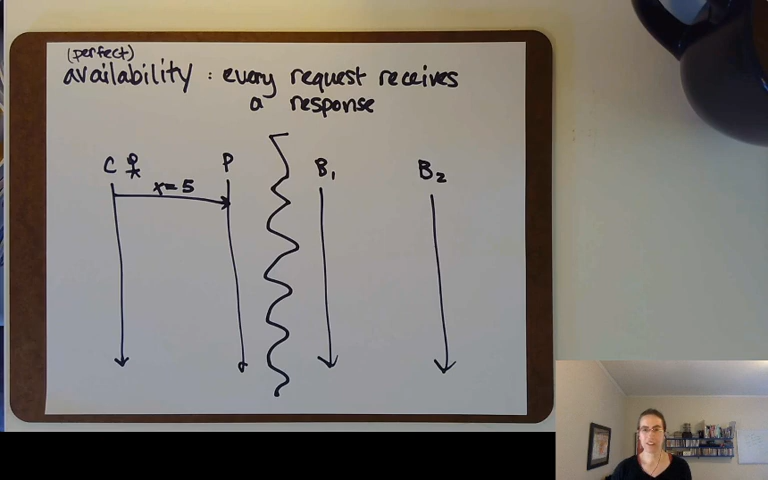 (perfect)
availability : every request receives
a response
C P B1 B2
x=5